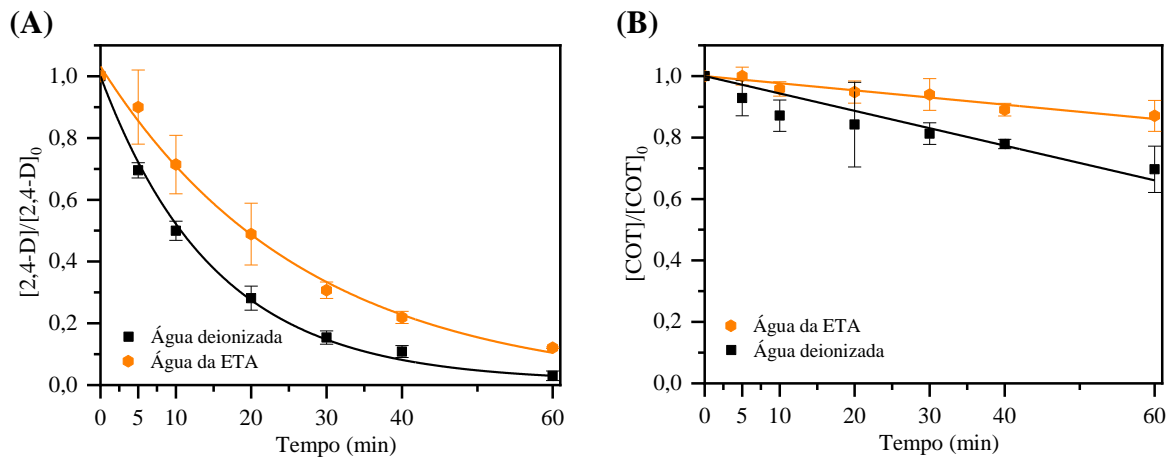 (A)
[2,4-D]/[2,4-D]₀
1,0
0,8
0,6
0,4
0,2
0,0
Água deionizada
Água da ETA
0 5 10 20 30 40 60
Tempo (min)
(B)
[COT]/[COT]₀
1,0
0,8
0,6
0,4
0,2
0,0
Água da ETA
Água deionizada
0 5 10 20 30 40 60
Tempo (min)